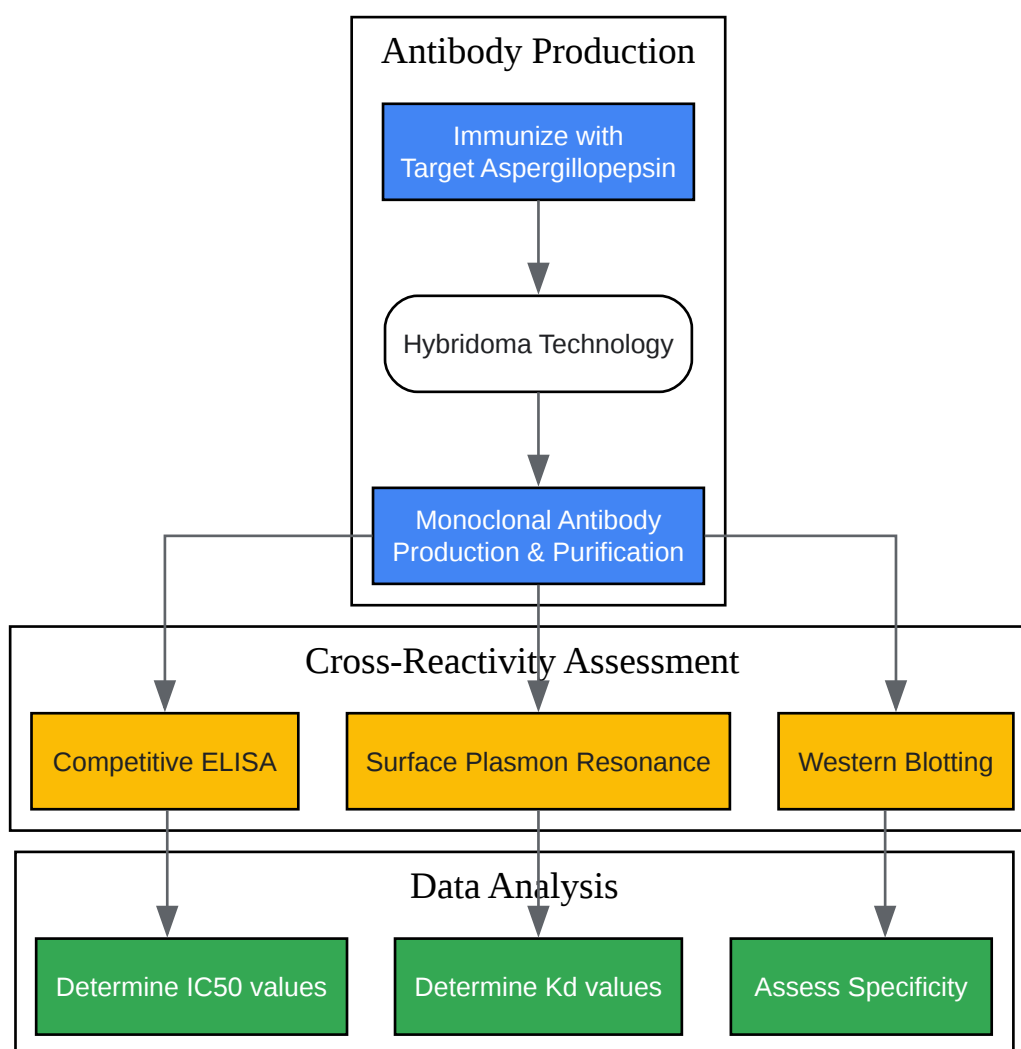 Antibody Production
Immunize with
Target Aspergillopepsin
Hybridoma Technology
Monoclonal Antibody
Production & Purification
Cross-Reactivity Assessment
Competitive ELISA
Surface Plasmon Resonance
Western Blotting
Data Analysis
Determine IC50 values
Determine Kd values
Assess Specificity